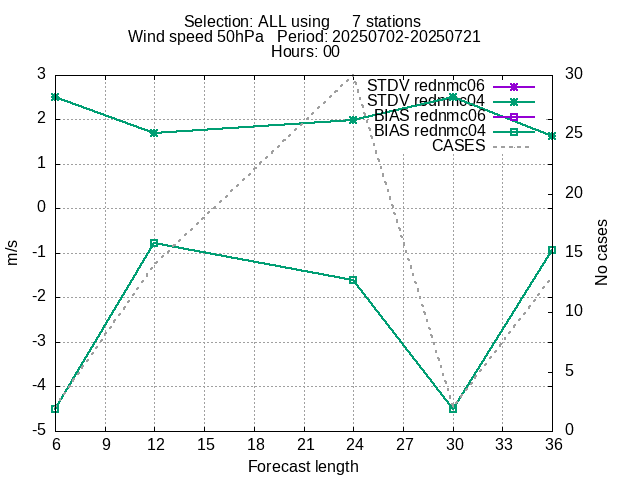 Selection: ALL using 7 stations
Wind speed 50hPa Period: 20250702-20250721
Hours: 00
STDV rednmc06
STDV rednmc04
BIAS rednmc06
BIAS rednmc04
CASES
3
2
1
0
-1
-2
-3
-4
-5
m/s
30
25
20
15
10
5
0
No cases
6 9 12 15 18 21 24 27 30 33 36
Forecast length